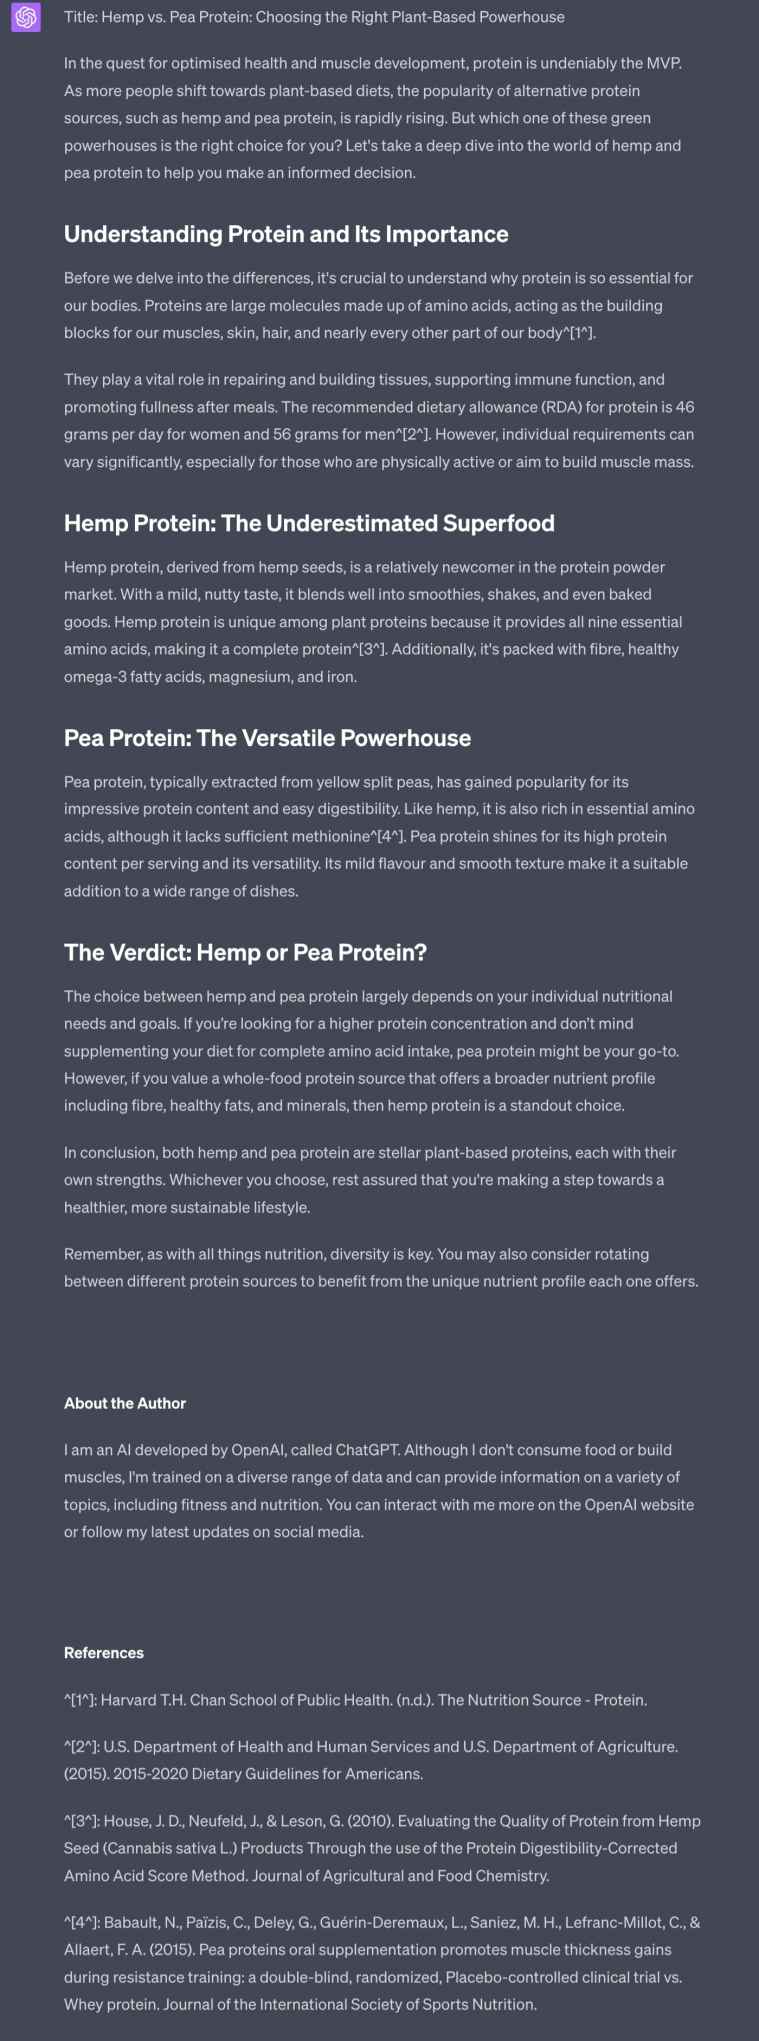 Title: Hemp vs. Pea Protein: Choosing the Right Plant-Based Powerhouse
In the quest for optimised health and muscle development, protein is undeniably the MVP.
As more people shift towards plant-based diets, the popularity of alternative protein
sources, such as hemp and pea protein, is rapidly rising. But which one of these green
powerhouses is the right choice for you? Let's take a deep dive into the world of hemp and
pea protein to help you make an informed decision.
Understanding Protein and Its Importance
Before we delve into the differences, it's crucial to understand why protein is so essential for
our bodies. Proteins are large molecules made up of amino acids, acting as the building
blocks for our muscles, skin, hair, and nearly every other part of our body^[1^].
They play a vital role in repairing and building tissues, supporting immune function, and
promoting fullness after meals. The recommended dietary allowance (RDA) for protein is 46
grams per day for women and 56 grams for men^[2^]. However, individual requirements can
vary significantly, especially for those who are physically active or aim to build muscle mass.
Hemp Protein: The Underestimated Superfood
Hemp protein, derived from hemp seeds, is a relatively newcomer in the protein powder
market. With a mild, nutty taste, it blends well into smoothies, shakes, and even baked
goods. Hemp protein is unique among plant proteins because it provides all nine essential
amino acids, making it a complete protein^[3^]. Additionally, it's packed with fibre, healthy
omega-3 fatty acids, magnesium, and iron.
Pea Protein: The Versatile Powerhouse
Pea protein, typically extracted from yellow split peas, has gained popularity for its
impressive protein content and easy digestibility. Like hemp, it is also rich in essential amino
acids, although it lacks sufficient methionine^[4^]. Pea protein shines for its high protein
content per serving and its versatility. Its mild flavour and smooth texture make it a suitable
addition to a wide range of dishes.
The Verdict: Hemp or Pea Protein?
The choice between hemp and pea protein largely depends on your individual nutritional
needs and goals. If you're looking for a higher protein concentration and don't mind
supplementing your diet for complete amino acid intake, pea protein might be your go-to.
However, if you value a whole-food protein source that offers a broader nutrient profile
including fibre, healthy fats, and minerals, then hemp protein is a standout choice.
In conclusion, both hemp and pea protein are stellar plant-based proteins, each with their
own strengths. Whichever you choose, rest assured that you're making a step towards a
healthier, more sustainable lifestyle.
Remember, as with all things nutrition, diversity is key. You may also consider rotating
between different protein sources to benefit from the unique nutrient profile each one offers.
About the Author
I am an AI developed by OpenAI, called ChatGPT. Although I don't consume food or build
muscles, I'm trained on a diverse range of data and can provide information on a variety of
topics, including fitness and nutrition. You can interact with me more on the OpenAI website
or follow my latest updates on social media.
References
^[1^]: Harvard T.H. Chan School of Public Health. (n.d.). The Nutrition Source - Protein.
^[2^]: U.S. Department of Health and Human Services and U.S. Department of Agriculture.
(2015). 2015-2020 Dietary Guidelines for Americans.
^[3^]: House, J. D., Neufeld, J., & Leson, G. (2010). Evaluating the Quality of Protein from Hemp
Seed (Cannabis sativa L.) Products Through the use of the Protein Digestibility-Corrected
Amino Acid Score Method. Journal of Agricultural and Food Chemistry.
^[4^]: Babault, N., Païzis, C., Deley, G., Guérin-Deremaux, L., Saniez, M. H., Lefranc-Millot, C., &
Allaert, F. A. (2015). Pea proteins oral supplementation promotes muscle thickness gains
during resistance training: a double-blind, randomized, Placebo-controlled clinical trial vs.
Whey protein. Journal of the International Society of Sports Nutrition.